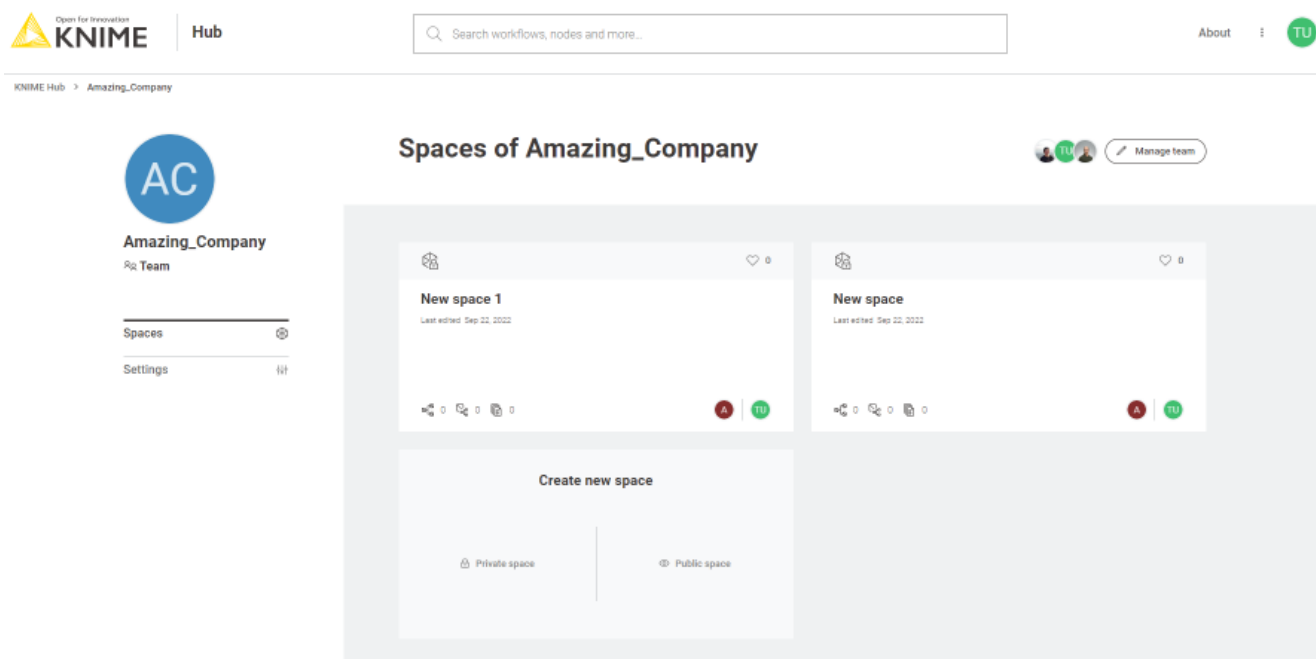 Open for Innovation
KNIME
Hub
Search workflows, nodes and more...
About
TU
KNIME Hub > Amazing_Company
AC
Amazing_Company
Team
Spaces
Settings
Spaces of Amazing_Company
TU
Manage team
0
New space 1
Last edited Sep 22, 2022
0 0 0
A TU
0
New space
Last edited Sep 22, 2022
0 0 0
A TU
Create new space
Private space
Public space